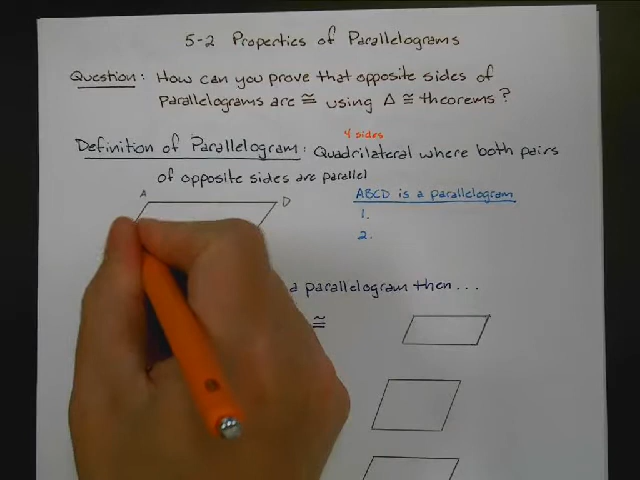 5-2 Properties of Parallelograms
Question: How can you prove that opposite sides of
parallelograms are ≅ using Δ ≅ theorems?
4 sides
Definition of Parallelogram: Quadrilateral where both pairs
of opposite sides are parallel
A
D
ABCD is a parallelogram
1.
2.
a parallelogram then...
≅